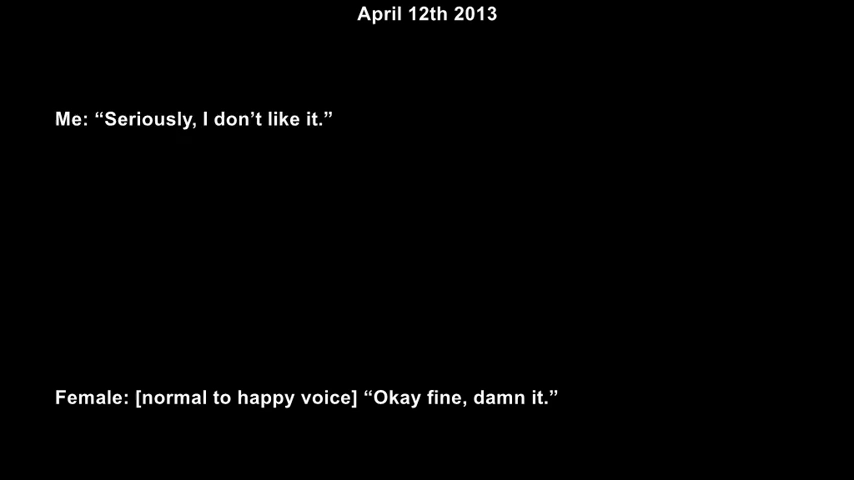 April 12th 2013
Me: “Seriously, I don’t like it.”
Female: [normal to happy voice] “Okay fine, damn it.”